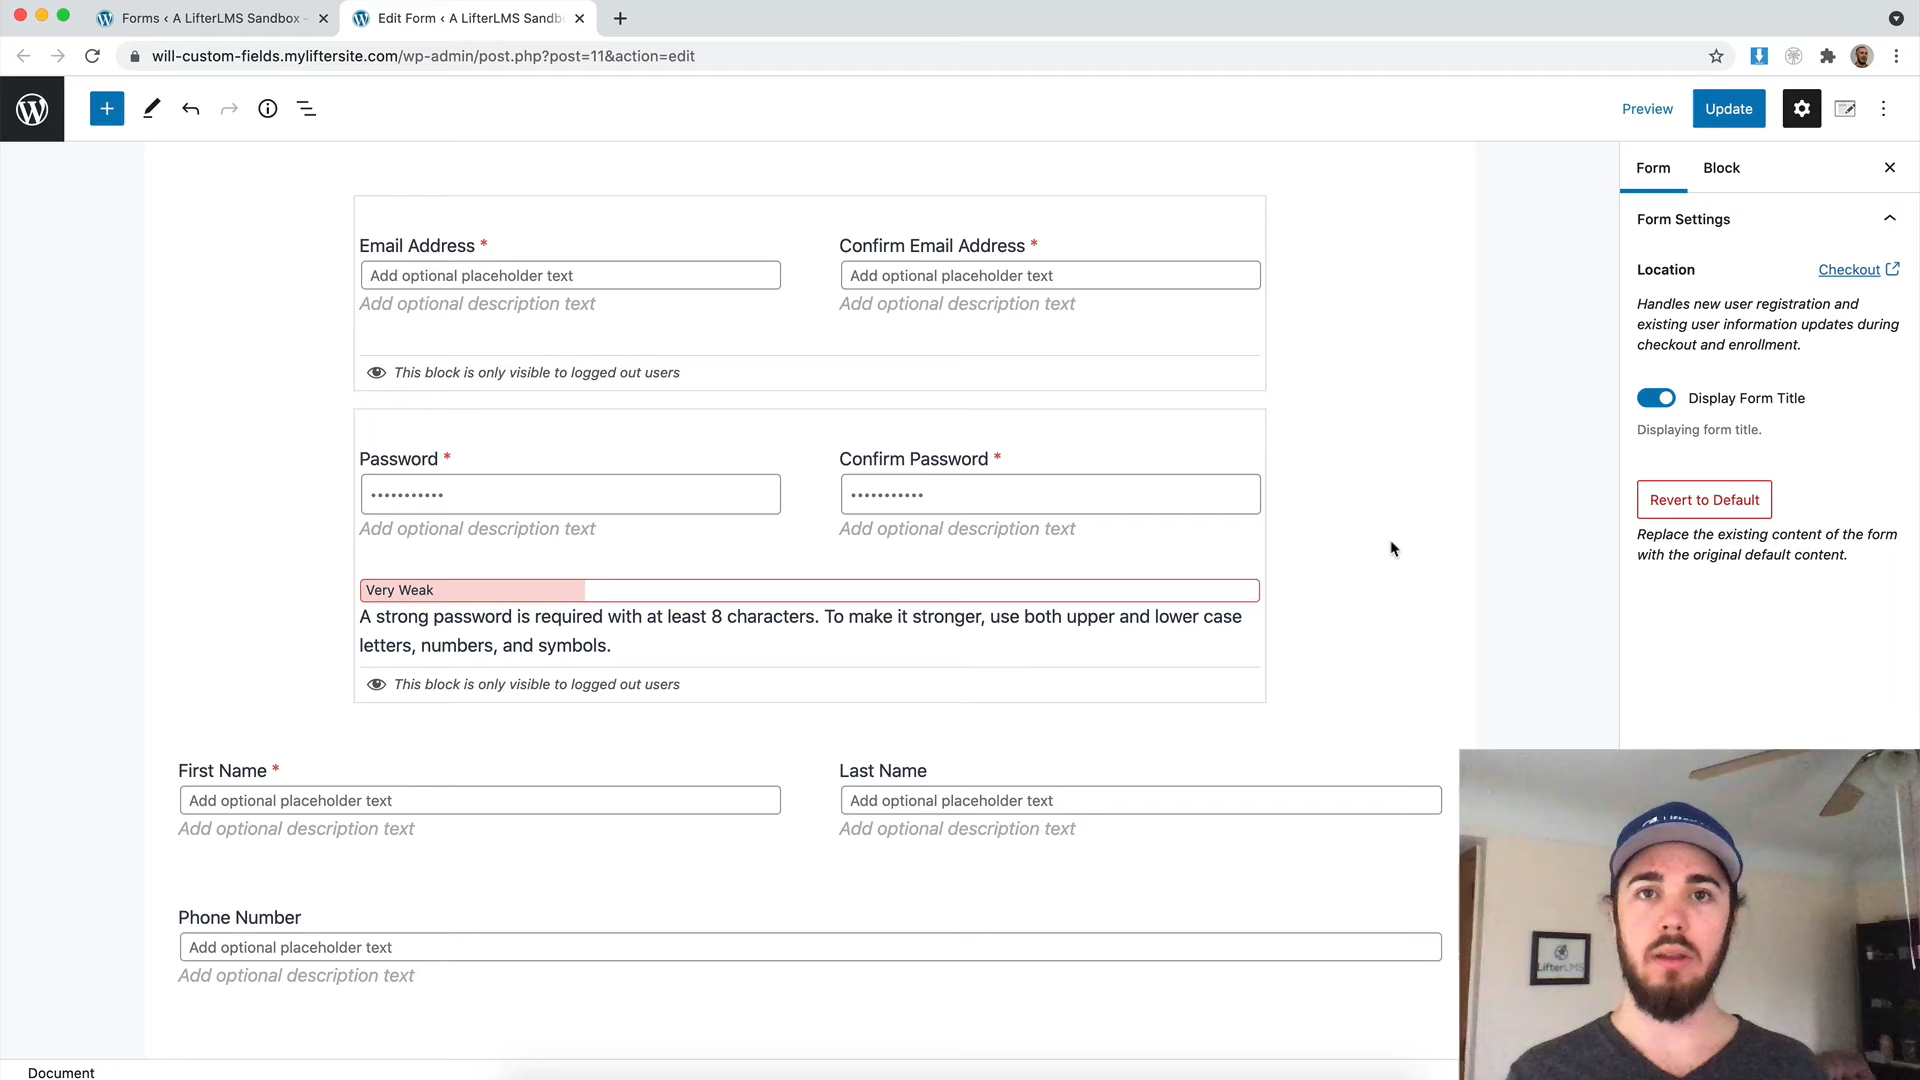 Forms ‹ A LifterLMS Sandbox -
Edit Form ‹ A LifterLMS Sandb
will-custom-fields.myliftersite.com/wp-admin/post.php?post=11&action=edit
Preview
Update
Form
Block
Form Settings
Location
Checkout
Handles new user registration and
existing user information updates during
checkout and enrollment.
Display Form Title
Displaying form title.
Revert to Default
Replace the existing content of the form
with the original default content.
Email Address *
Confirm Email Address *
Add optional placeholder text
Add optional placeholder text
Add optional description text
Add optional description text
This block is only visible to logged out users
Password *
Confirm Password *
•••••••••••
•••••••••••
Add optional description text
Add optional description text
Very Weak
A strong password is required with at least 8 characters. To make it stronger, use both upper and lower case
letters, numbers, and symbols.
This block is only visible to logged out users
First Name *
Last Name
Add optional placeholder text
Add optional placeholder text
Add optional description text
Add optional description text
Phone Number
Add optional placeholder text
Add optional description text
LifterLMS
Document